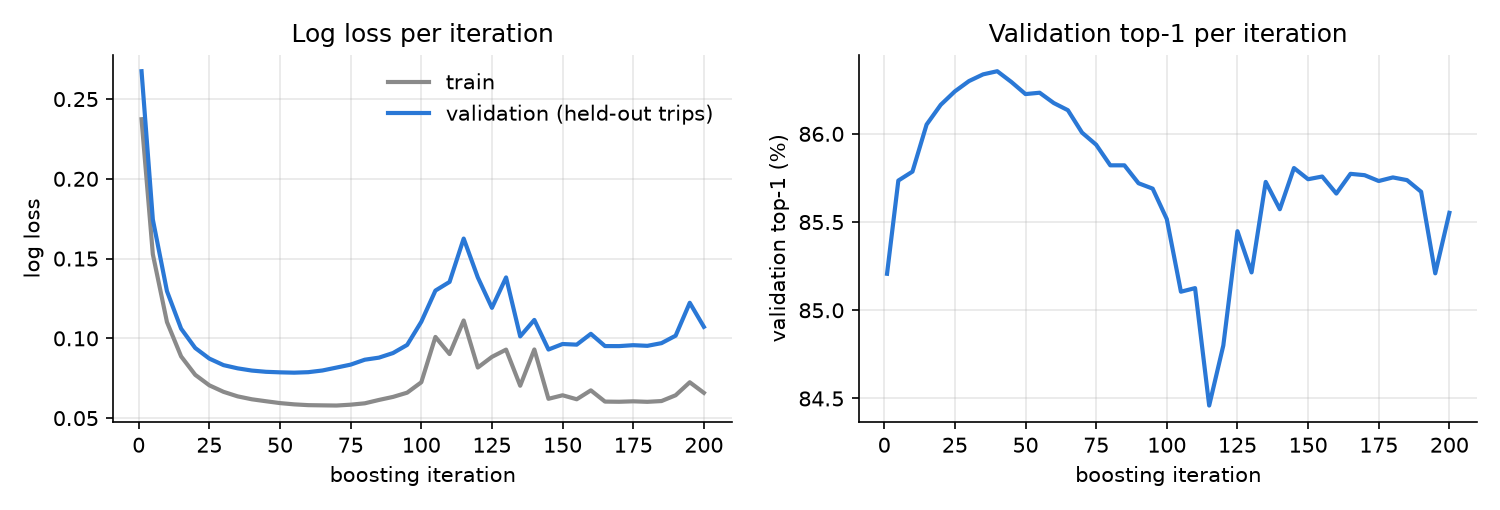 Log loss per iteration
train
validation (held-out trips)
log loss
0.25
0.20
0.15
0.10
0.05
0 25 50 75 100 125 150 175 200
boosting iteration
Validation top-1 per iteration
validation top-1 (%)
86.0
85.5
85.0
84.5
0 25 50 75 100 125 150 175 200
boosting iteration